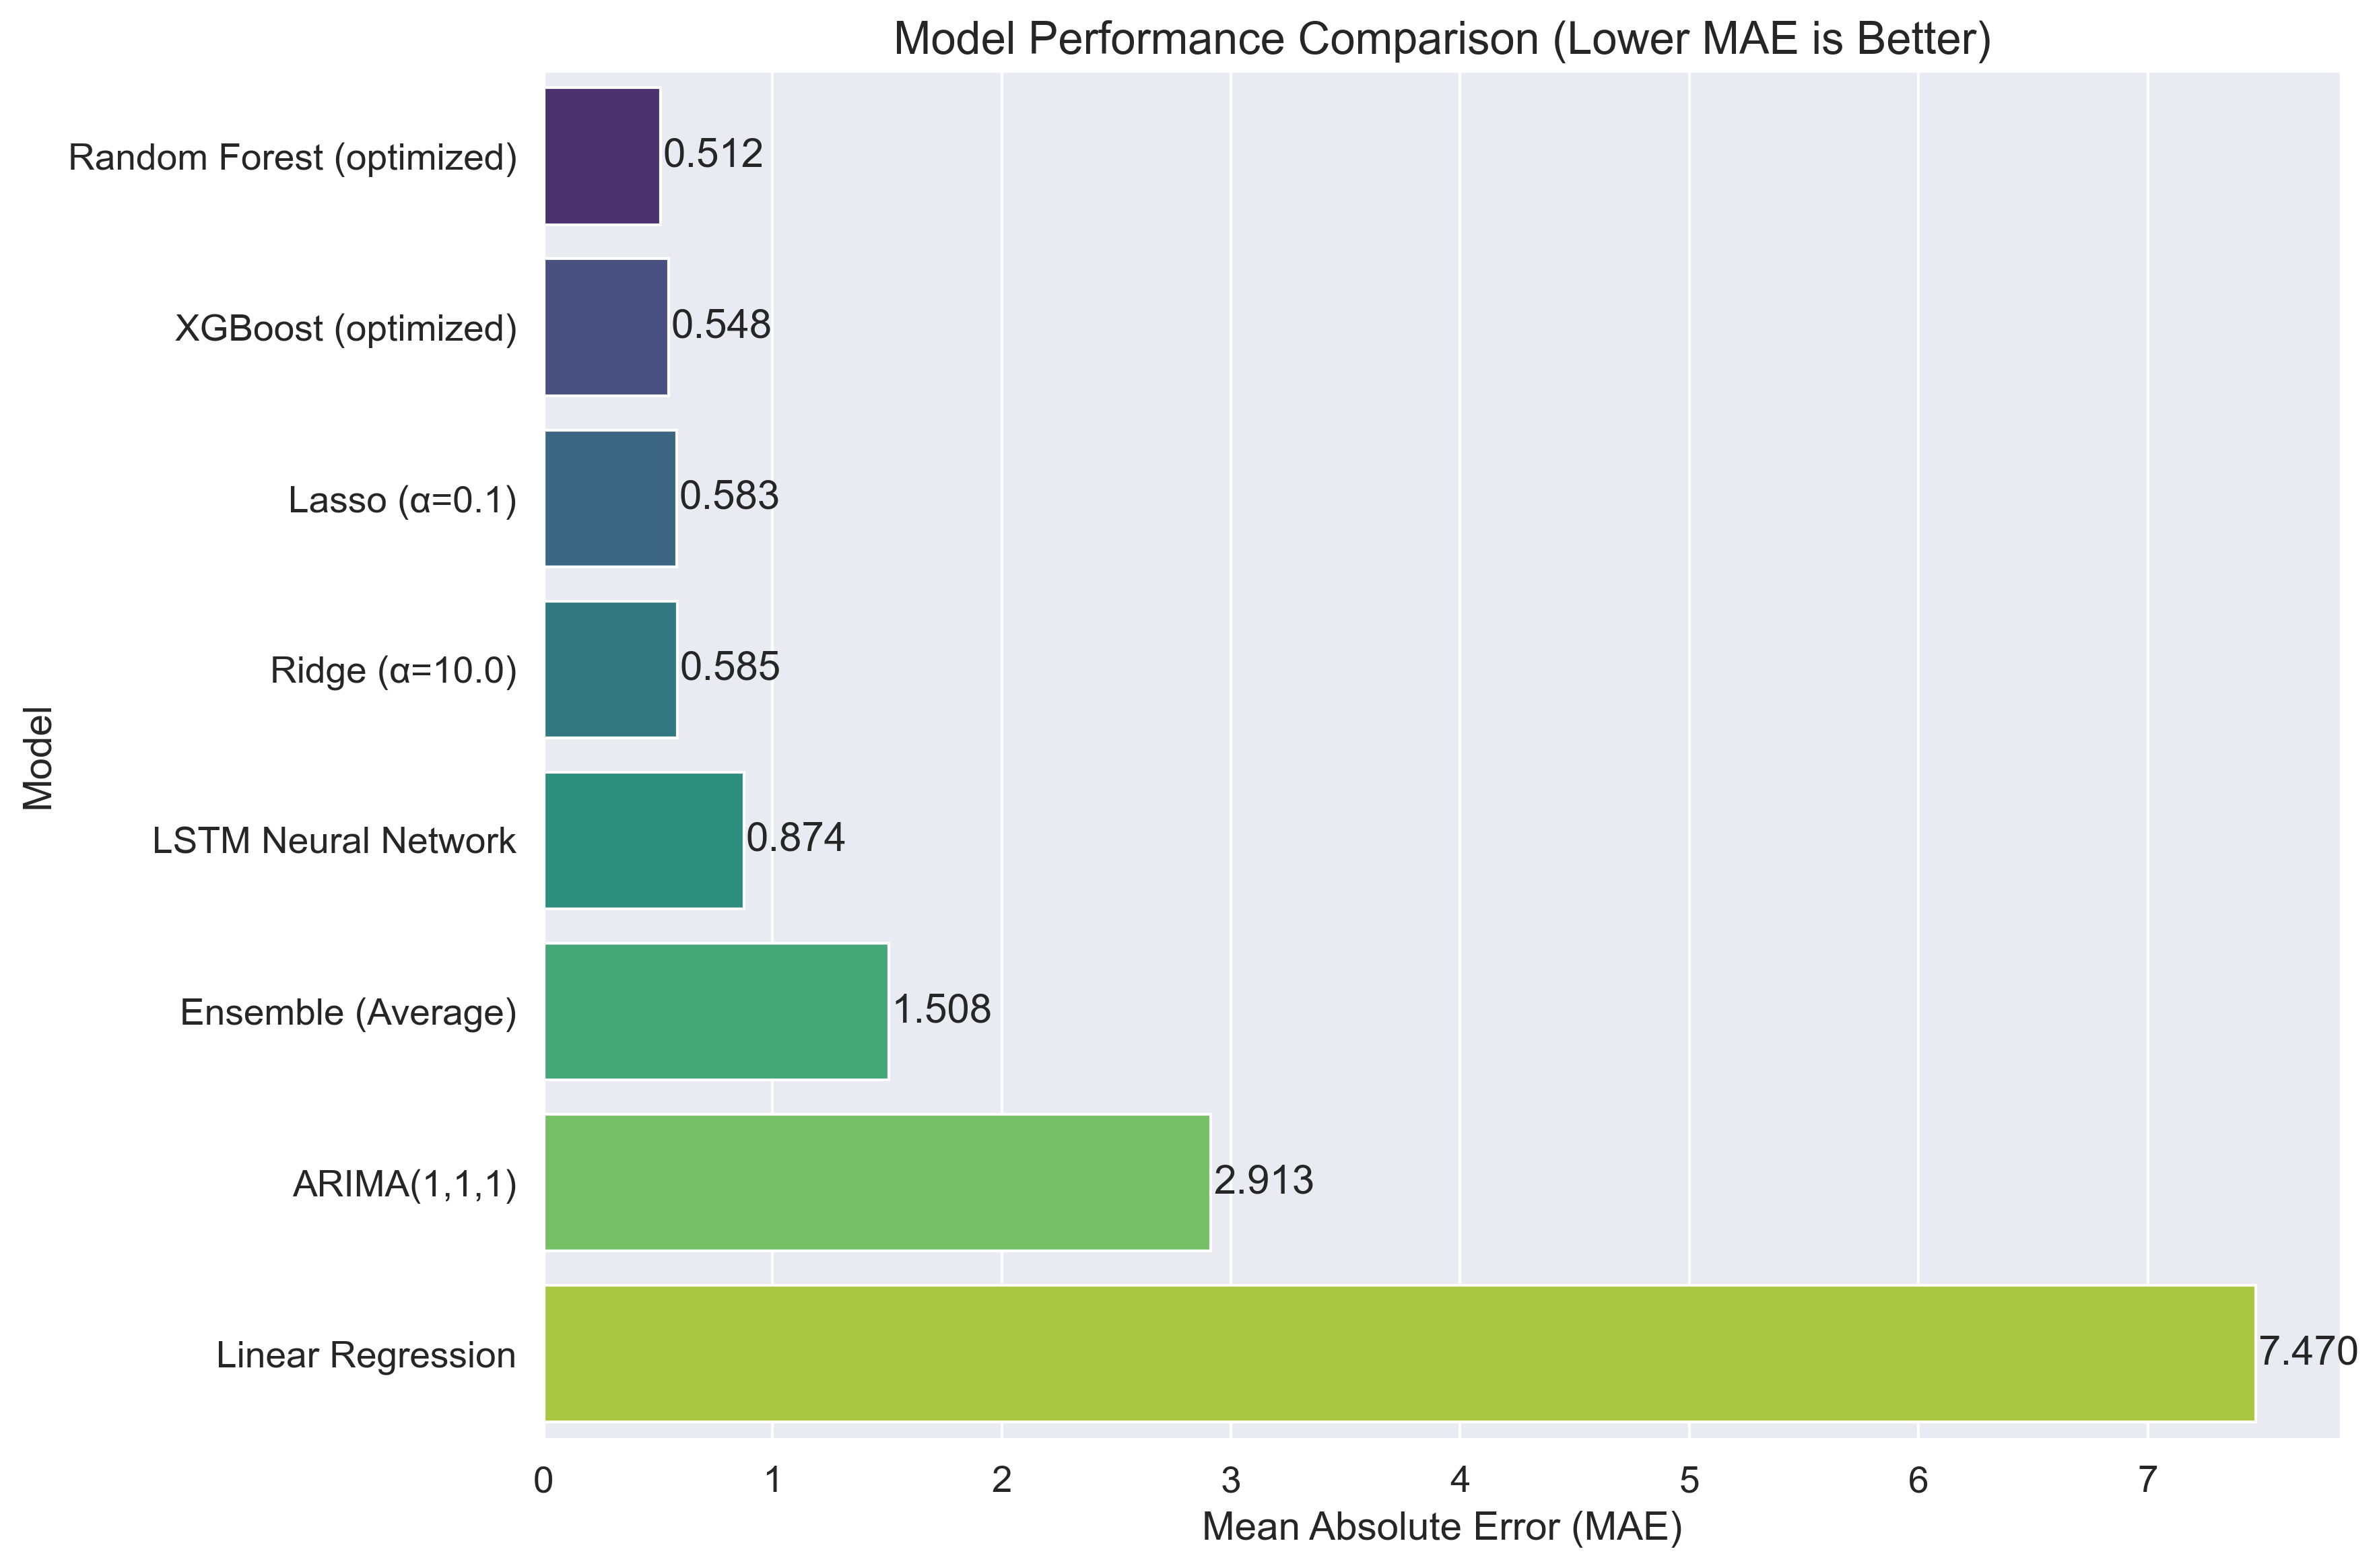 Model Performance Comparison (Lower MAE is Better)
Random Forest (optimized)
0.512
XGBoost (optimized)
0.548
Lasso (α=0.1)
0.583
Ridge (α=10.0)
0.585
Model
LSTM Neural Network
0.874
Ensemble (Average)
1.508
ARIMA(1,1,1)
2.913
Linear Regression
7.470
0 1 2 3 4 5 6 7
Mean Absolute Error (MAE)